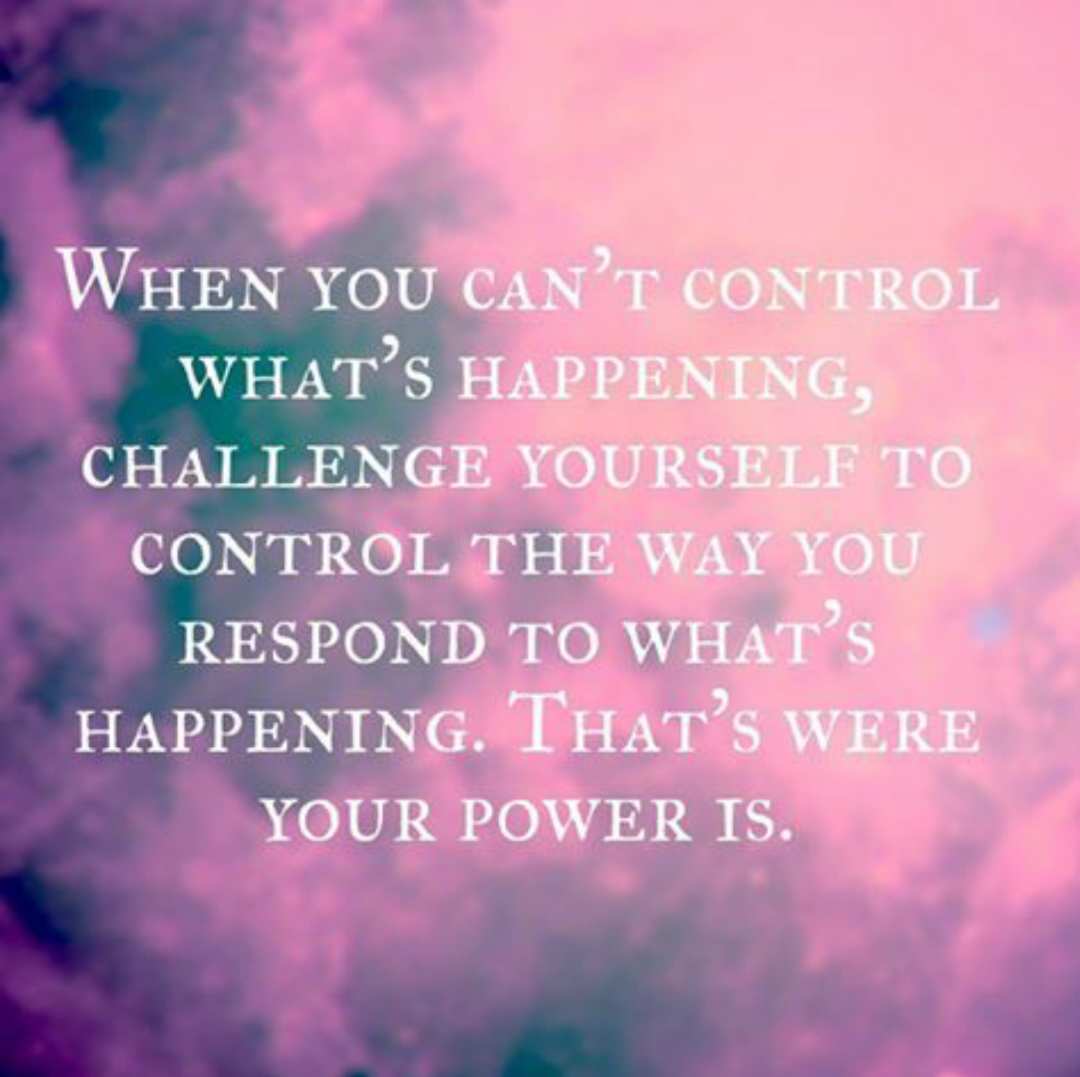 When you can't control
what's happening,
challenge yourself to
control the way you
respond to what's
happening. That's were
your power is.